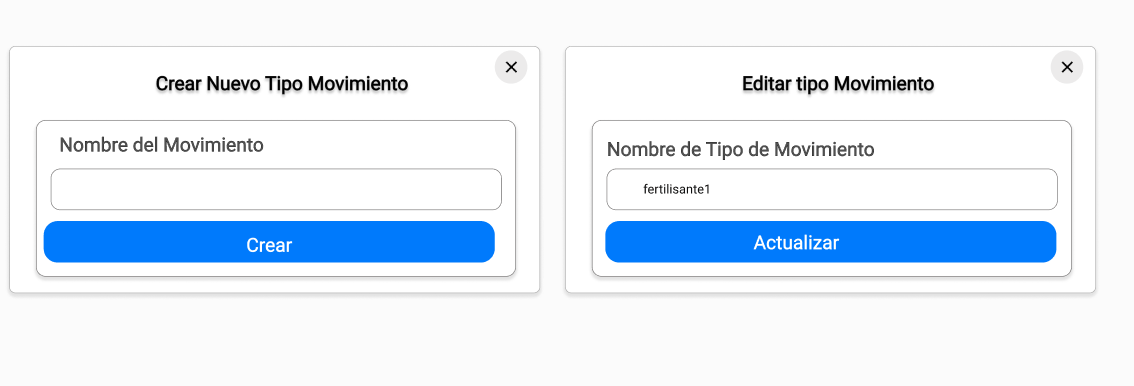 Crear Nuevo Tipo Movimiento
Nombre del Movimiento
Crear
Editar tipo Movimiento
Nombre de Tipo de Movimiento
fertilisante1
Actualizar